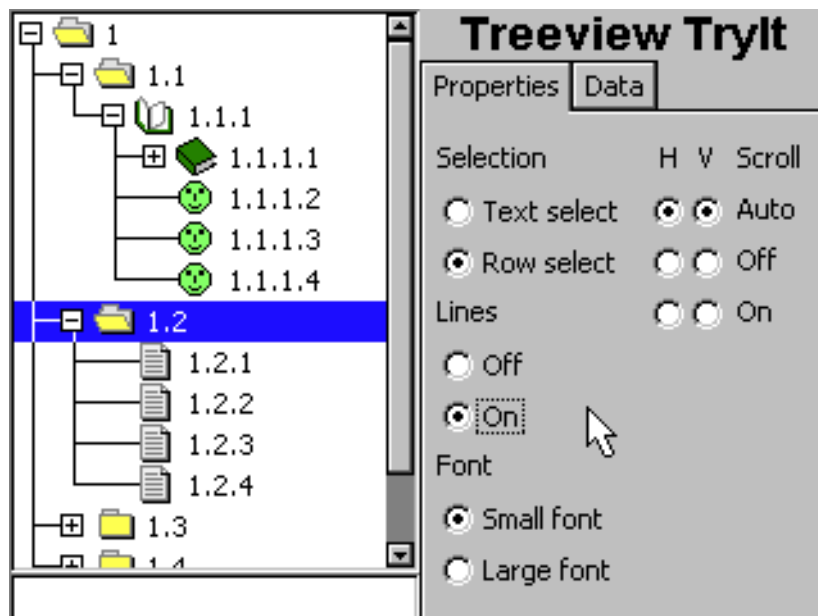 1
1.1
1.1.1
1.1.1.1
1.1.1.2
1.1.1.3
1.1.1.4
1.2
1.2.1
1.2.2
1.2.3
1.2.4
1.3
1.4
Treeview TryIt
Properties Data
Selection H V Scroll
Text select Auto
Row select Off
Lines On
Off
On
Font
Small font
Large font